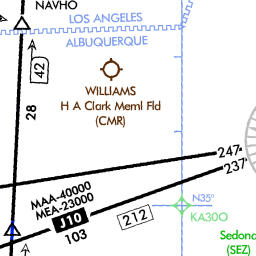 NAVHO
LOS ANGELES
ALBUQUERQUE
42
WILLIAMS
H A Clark Meml Fld
(CMR)
28
247
237
MAA-40000
MEA-23000
J10
103
212
N35°
KA30O
Sedona
(SEZ)